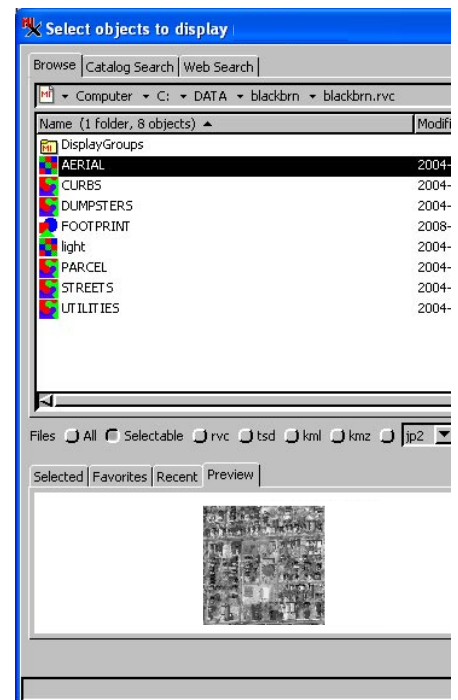 Select objects to display
Browse Catalog Search Web Search
Computer C: DATA blackbrn blackbrn.rvc
Name (1 folder, 8 objects) Modifi
DisplayGroups
AERIAL 2004-
CURBS 2004-
DUMPSTERS 2004-
FOOTPRINT 2008-
light 2004-
PARCEL 2004-
STREETS 2004-
UTILITIES 2004-
Files All Selectable rvc tsd kml kmz jp2
Selected Favorites Recent Preview